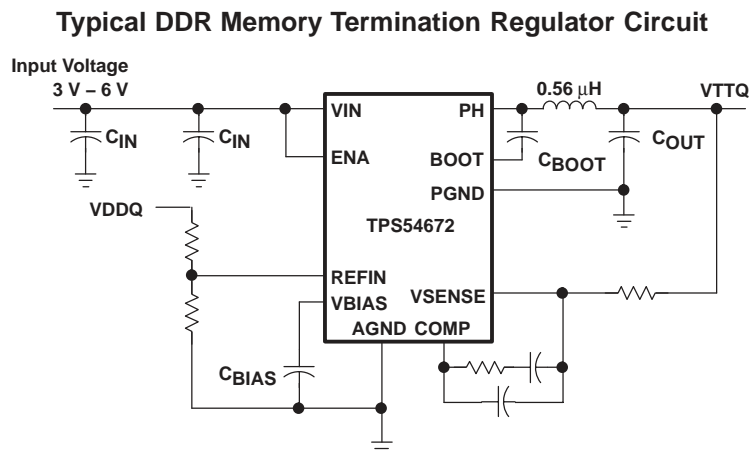 Typical DDR Memory Termination Regulator Circuit
Input Voltage
3 V – 6 V
0.56 μH
VTTQ
VIN
PH
CIN
CIN
COUT
CBOOT
ENA
BOOT
PGND
VDDQ
TPS54672
REFIN
VBIAS
VSENSE
AGND COMP
CBIAS